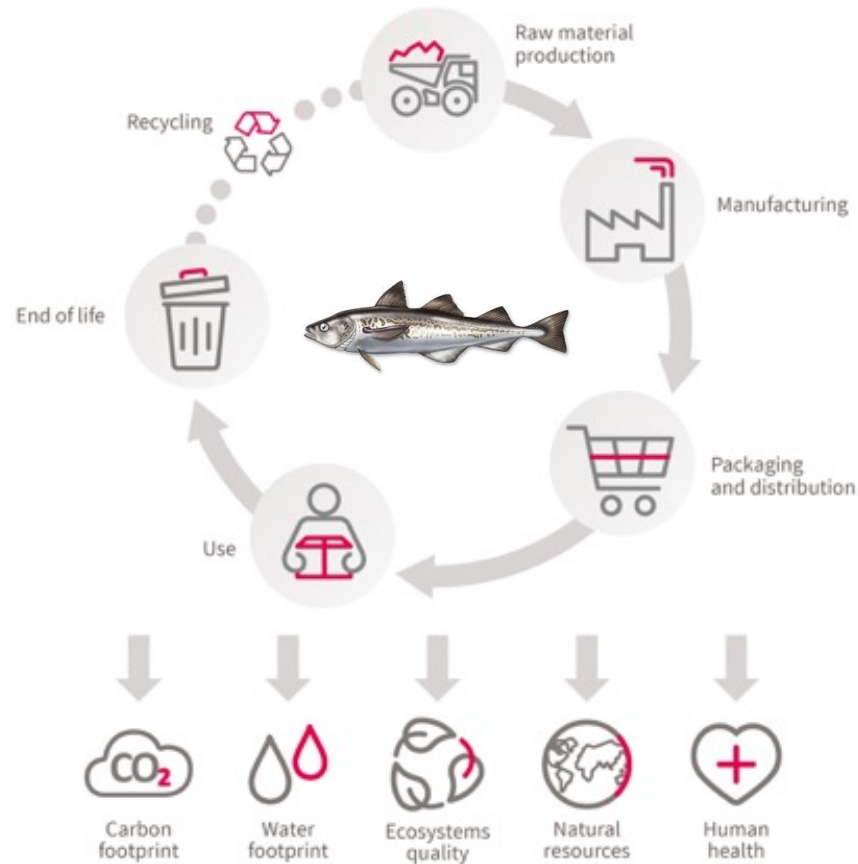 Raw material
production
Recycling
Manufacturing
End of life
Packaging
and distribution
Use
CO2
Carbon
footprint
Water
footprint
Ecosystems
quality
Natural
resources
Human
health